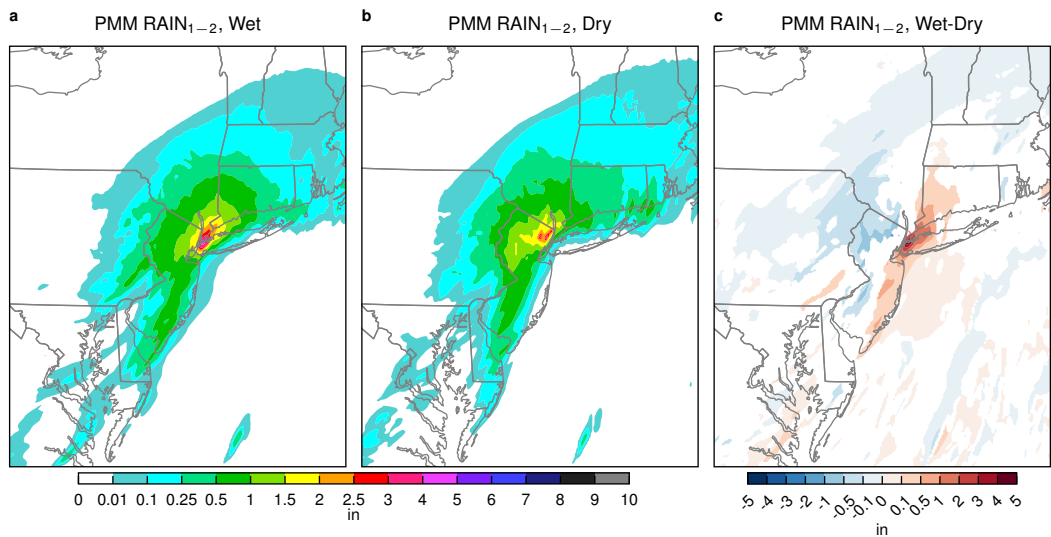 a PMM RAIN₁₋₂, Wet
b PMM RAIN₁₋₂, Dry
c PMM RAIN₁₋₂, Wet-Dry
0 0.01 0.1 0.25 0.5 1 1.5 2 2.5 3 4 5 6 7 8 9 10
in
-5 -4 -3 -2 -1 -0.5 -0.1 0 0.1 0.5 1 2 3 4 5
in